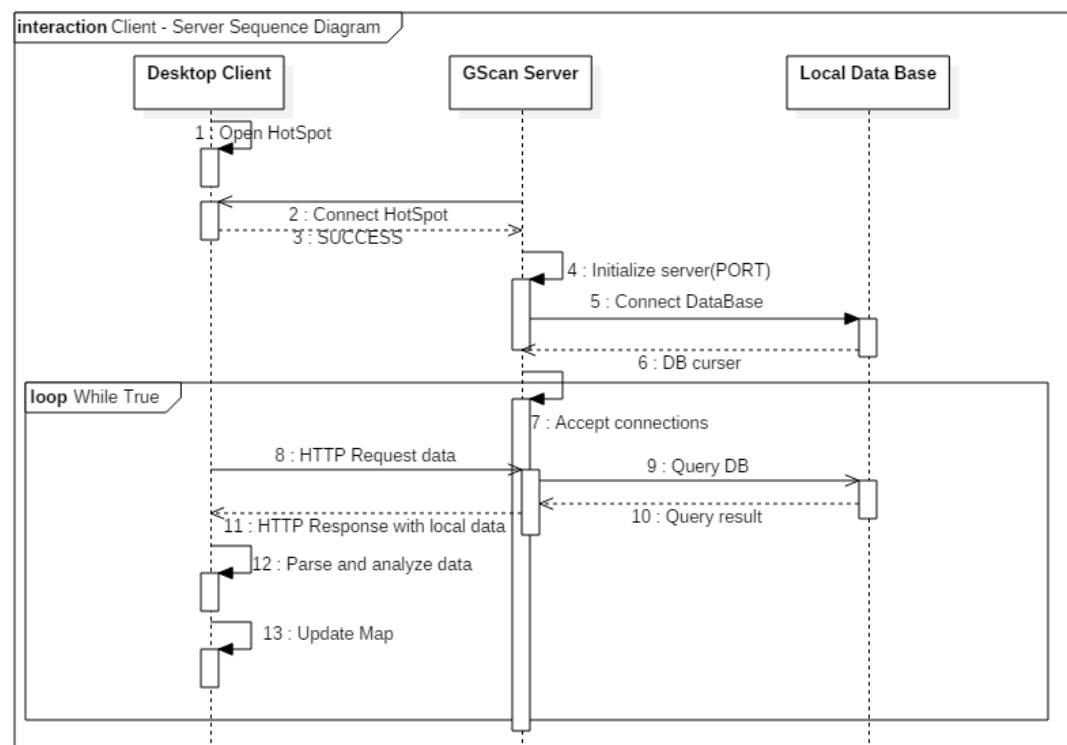 interaction Client - Server Sequence Diagram
Desktop Client
GScan Server
Local Data Base
1 : Open HotSpot
2 : Connect HotSpot
3 : SUCCESS
4 : Initialize server(PORT)
5 : Connect DataBase
6 : DB curser
loop While True
7 : Accept connections
8 : HTTP Request data
9 : Query DB
10 : Query result
11 : HTTP Response with local data
12 : Parse and analyze data
13 : Update Map